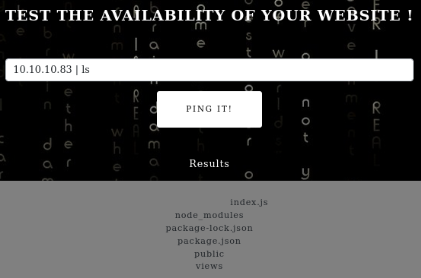 TEST THE AVAILABILITY OF YOUR WEBSITE !
10.10.10.83 | ls
PING IT!
Results
index.js
node_modules
package-lock.json
package.json
public
views